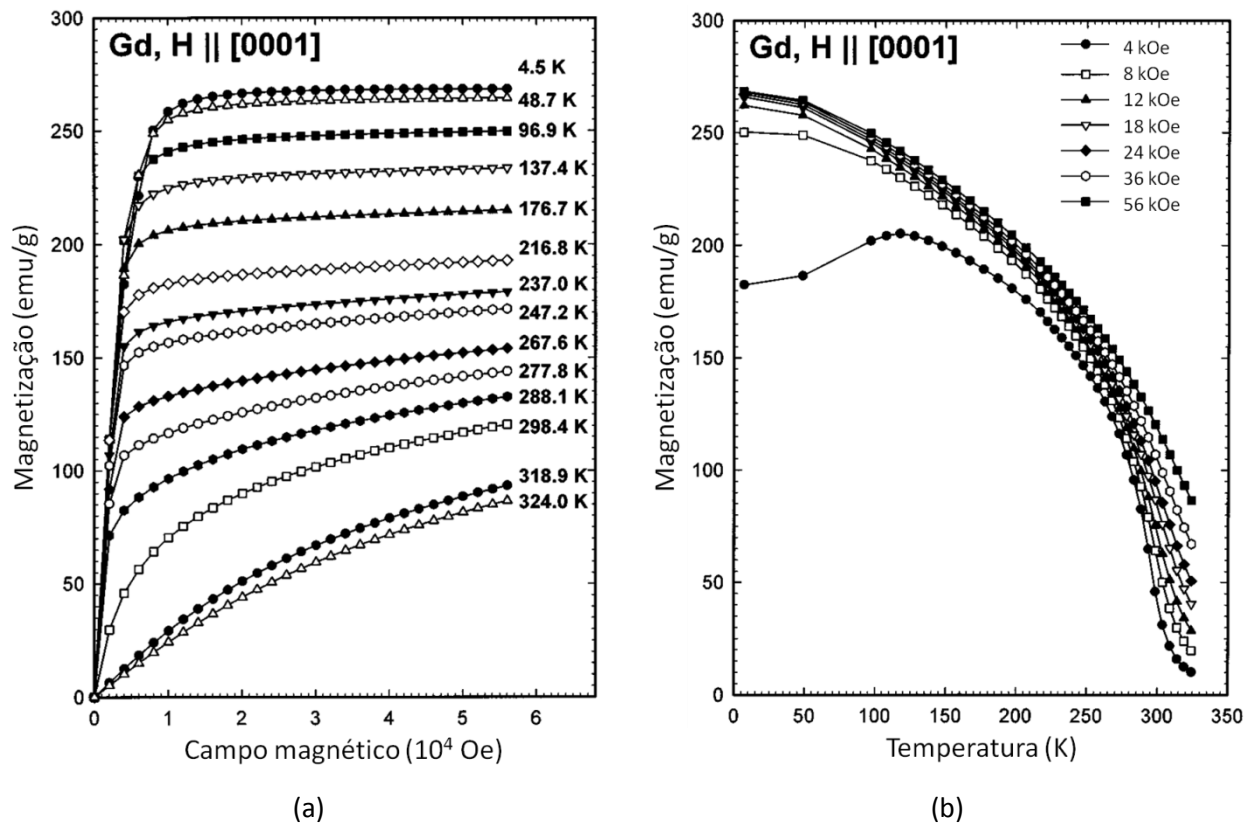 Gd, H || [0001]
4.5 K
48.7 K
96.9 K
137.4 K
176.7 K
216.8 K
237.0 K
247.2 K
267.6 K
277.8 K
288.1 K
298.4 K
318.9 K
324.0 K
300
250
200
150
100
50
0
Magnetização (emu/g)
0 1 2 3 4 5 6
Campo magnético (10⁴ Oe)
(a)
Gd, H || [0001]
4 kOe
8 kOe
12 kOe
18 kOe
24 kOe
36 kOe
56 kOe
300
250
200
150
100
50
0
Magnetização (emu/g)
0 50 100 150 200 250 300 350
Temperatura (K)
(b)